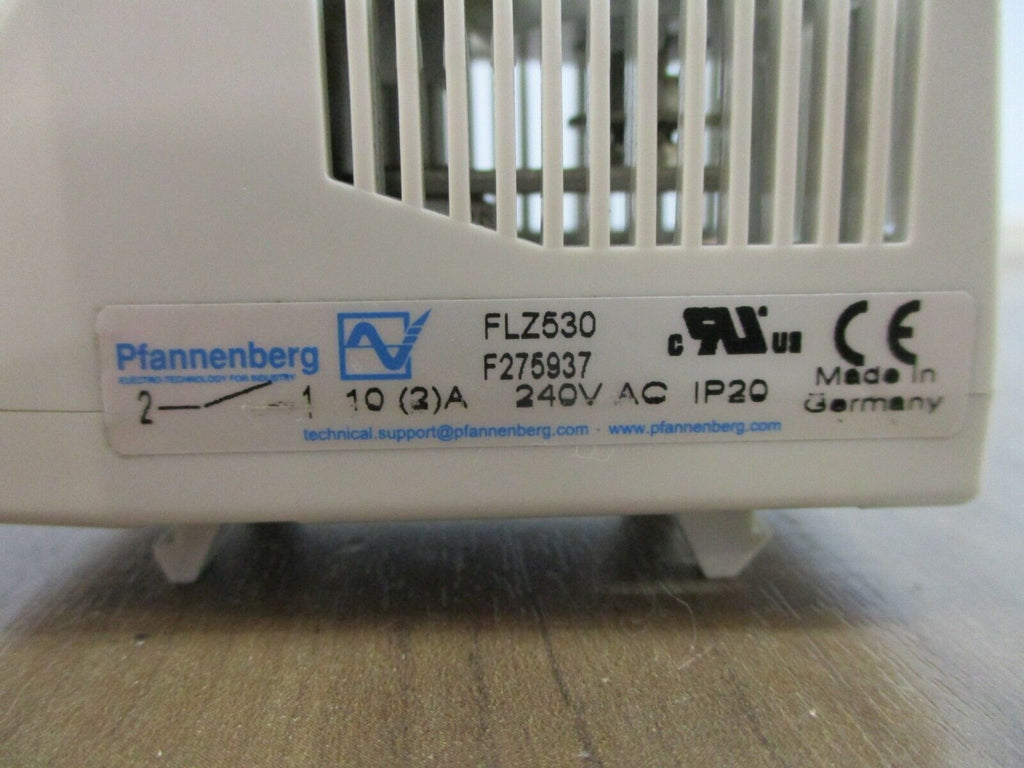 Pfannenberg
ELECTRO-TECHNOLOGY FOR INDUSTRY
FLZ530
F275937
c RU us
CE
Made in
Germany
2 1 10 (2)A 240V AC IP20
technical.support@pfannenberg.com · www.pfannenberg.com